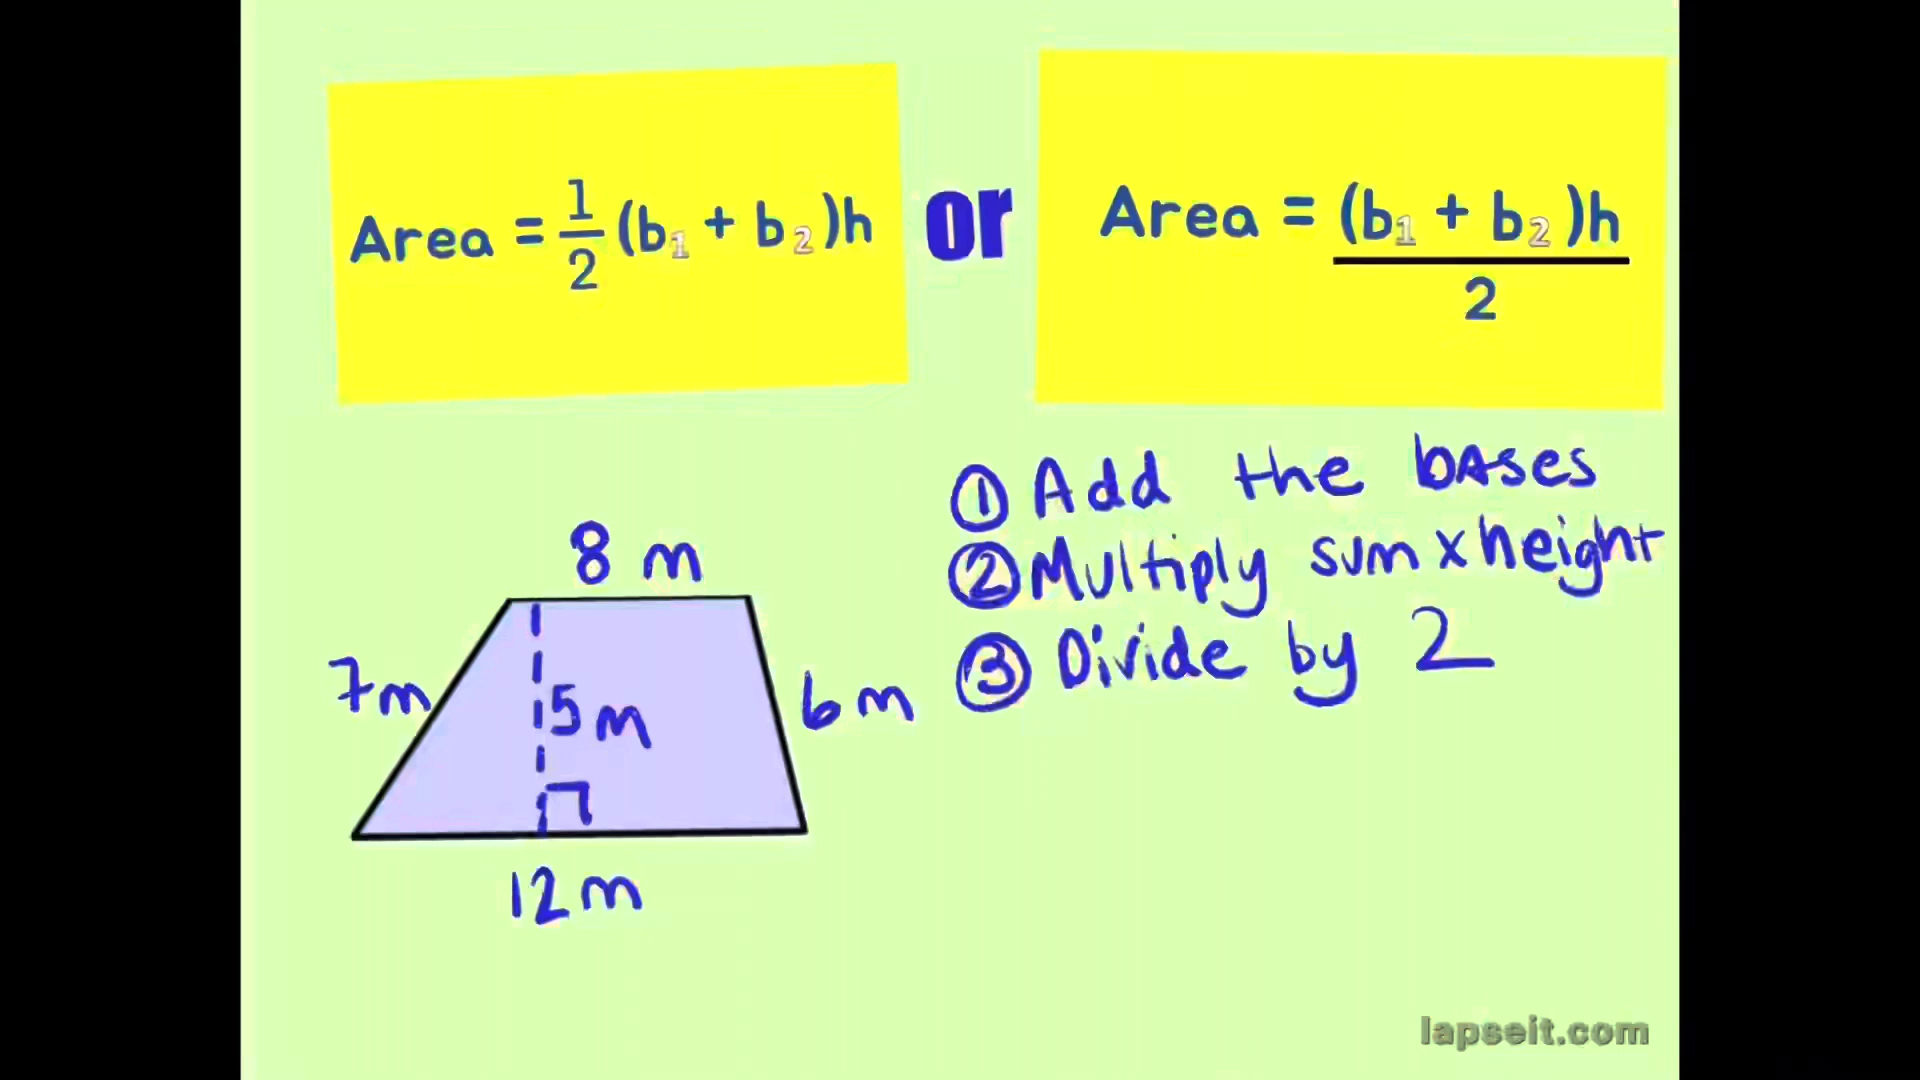 Area = 1/2 (b₁ + b₂)h
or
Area = (b₁ + b₂)h
2
① Add the bAses
② Multiply sum x height
③ Divide by 2
8 m
7m
5m
6m
12m
lapseit.com